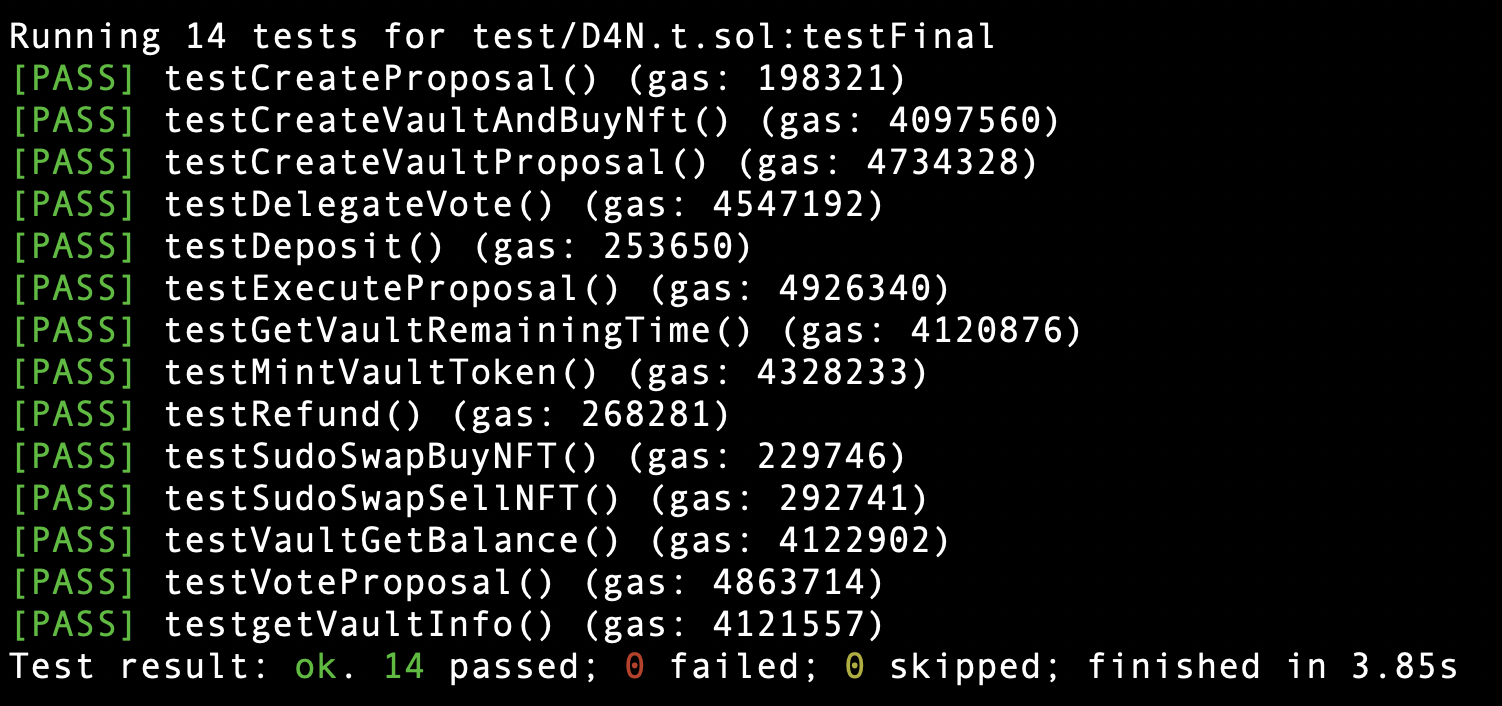 Running 14 tests for test/D4N.t.sol:testFinal
[PASS] testCreateProposal() (gas: 198321)
[PASS] testCreateVaultAndBuyNft() (gas: 4097560)
[PASS] testCreateVaultProposal() (gas: 4734328)
[PASS] testDelegateVote() (gas: 4547192)
[PASS] testDeposit() (gas: 253650)
[PASS] testExecuteProposal() (gas: 4926340)
[PASS] testGetVaultRemainingTime() (gas: 4120876)
[PASS] testMintVaultToken() (gas: 4328233)
[PASS] testRefund() (gas: 268281)
[PASS] testSudoSwapBuyNFT() (gas: 229746)
[PASS] testSudoSwapSellNFT() (gas: 292741)
[PASS] testVaultGetBalance() (gas: 4122902)
[PASS] testVoteProposal() (gas: 4863714)
[PASS] testgetVaultInfo() (gas: 4121557)
Test result: ok. 14 passed; 0 failed; 0 skipped; finished in 3.85s